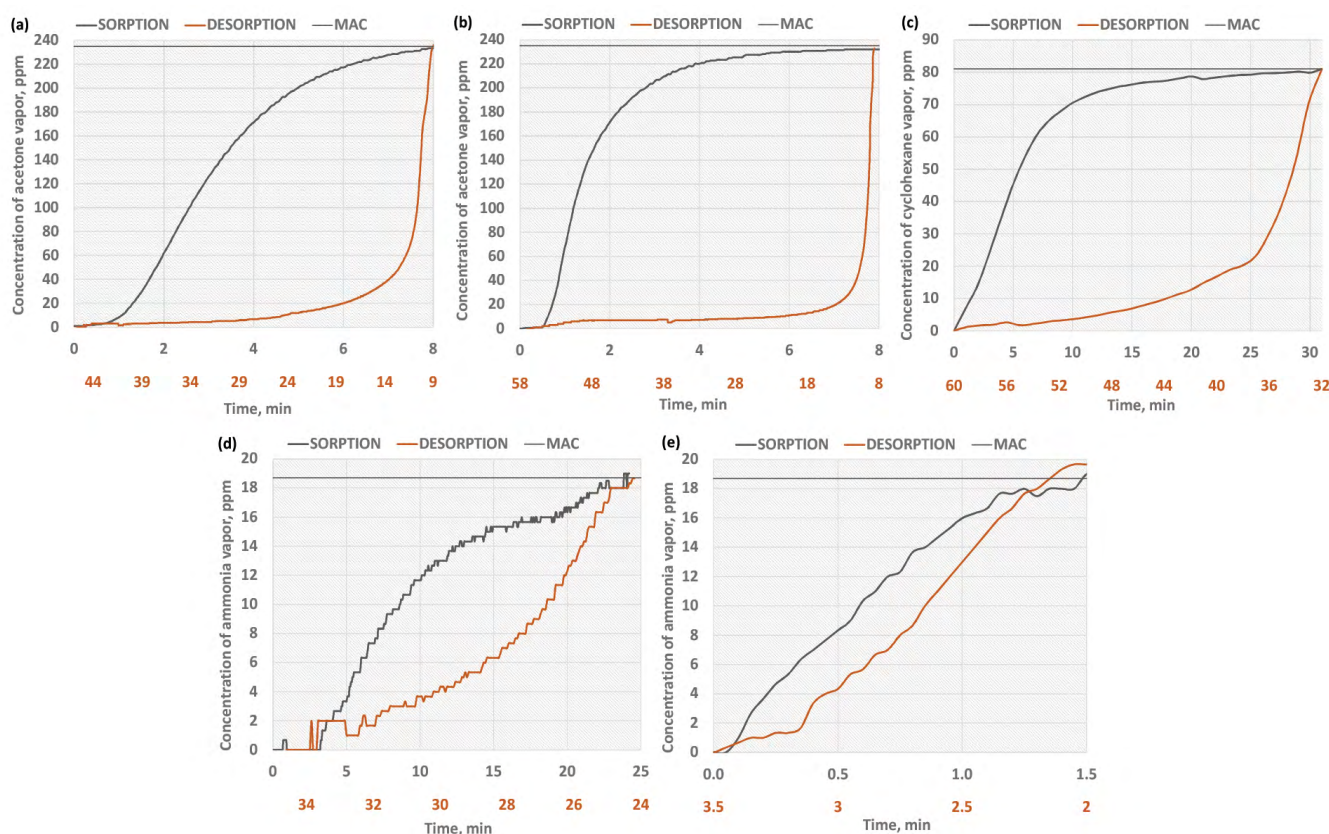 (a)
SORPTION DESORPTION MAC
Concentration of acetone vapor, ppm
240
220
200
180
160
140
120
100
80
60
40
20
0
0 2 4 6 8
44 39 34 29 24 19 14 9
Time, min
(b)
SORPTION DESORPTION MAC
Concentration of acetone vapor, ppm
240
220
200
180
160
140
120
100
80
60
40
20
0
0 2 4 6 8
58 48 38 28 18 8
Time, min
(c)
SORPTION DESORPTION MAC
Concentration of cyclohexane vapor, ppm
90
80
70
60
50
40
30
20
10
0
0 5 10 15 20 25 30
60 56 52 48 44 40 36 32
Time, min
(d)
SORPTION DESORPTION MAC
Concentration of ammonia vapor, ppm
20
18
16
14
12
10
8
6
4
2
0
0 5 10 15 20 25
34 32 30 28 26 24
Time, min
(e)
SORPTION DESORPTION MAC
Concentration of ammonia vapor, ppm
20
18
16
14
12
10
8
6
4
2
0
0.0 0.5 1.0 1.5
3.5 3 2.5 2
Time, min